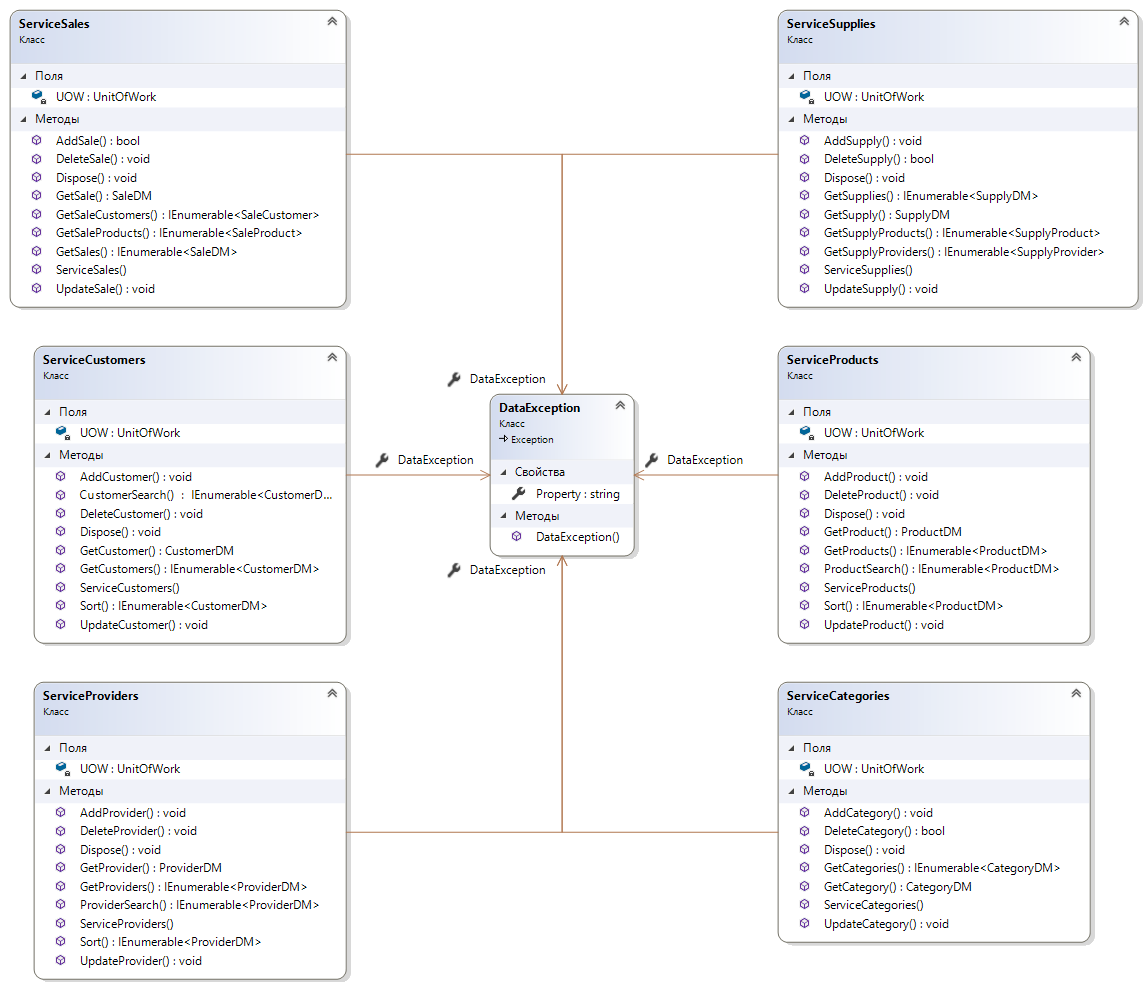 ServiceSales
Класс
Поля
UOW : UnitOfWork
Методы
AddSale() : bool
DeleteSale() : void
Dispose() : void
GetSale() : SaleDM
GetSaleCustomers() : IEnumerable<SaleCustomer>
GetSaleProducts() : IEnumerable<SaleProduct>
GetSales() : IEnumerable<SaleDM>
ServiceSales()
UpdateSale() : void
ServiceSupplies
Класс
Поля
UOW : UnitOfWork
Методы
AddSupply() : void
DeleteSupply() : bool
Dispose() : void
GetSupplies() : IEnumerable<SupplyDM>
GetSupply() : SupplyDM
GetSupplyProducts() : IEnumerable<SupplyProduct>
GetSupplyProviders() : IEnumerable<SupplyProvider>
ServiceSupplies()
UpdateSupply() : void
ServiceCustomers
Класс
Поля
UOW : UnitOfWork
Методы
AddCustomer() : void
CustomerSearch() : IEnumerable<CustomerD...
DeleteCustomer() : void
Dispose() : void
GetCustomer() : CustomerDM
GetCustomers() : IEnumerable<CustomerDM>
ServiceCustomers()
Sort() : IEnumerable<CustomerDM>
UpdateCustomer() : void
DataException
DataException
DataException
Класс
Exception
Свойства
Property : string
Методы
DataException()
DataException
DataException
ServiceProducts
Класс
Поля
UOW : UnitOfWork
Методы
AddProduct() : void
DeleteProduct() : void
Dispose() : void
GetProduct() : ProductDM
GetProducts() : IEnumerable<ProductDM>
ProductSearch() : IEnumerable<ProductDM>
ServiceProducts()
Sort() : IEnumerable<ProductDM>
UpdateProduct() : void
ServiceProviders
Класс
Поля
UOW : UnitOfWork
Методы
AddProvider() : void
DeleteProvider() : void
Dispose() : void
GetProvider() : ProviderDM
GetProviders() : IEnumerable<ProviderDM>
ProviderSearch() : IEnumerable<ProviderDM>
ServiceProviders()
Sort() : IEnumerable<ProviderDM>
UpdateProvider() : void
ServiceCategories
Класс
Поля
UOW : UnitOfWork
Методы
AddCategory() : void
DeleteCategory() : bool
Dispose() : void
GetCategories() : IEnumerable<CategoryDM>
GetCategory() : CategoryDM
ServiceCategories()
UpdateCategory() : void